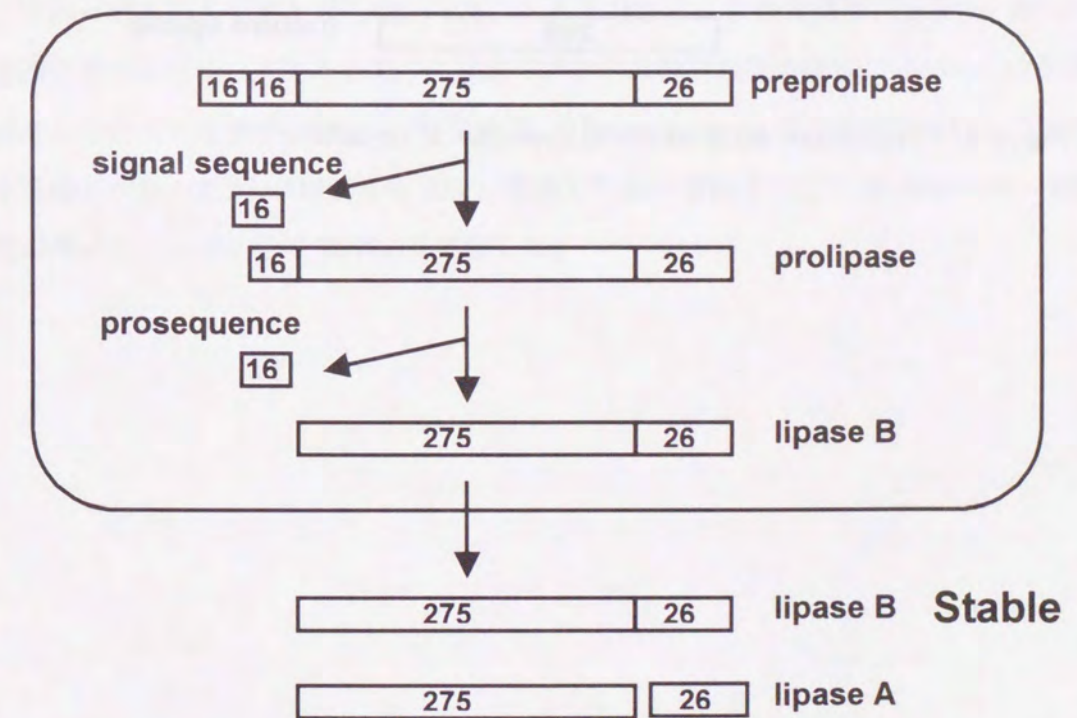 16 16 275 26 preprolipase
signal sequence
16
16 275 26 prolipase
prosequence
16
275 26 lipase B
275 26 lipase B Stable
275 26 lipase A